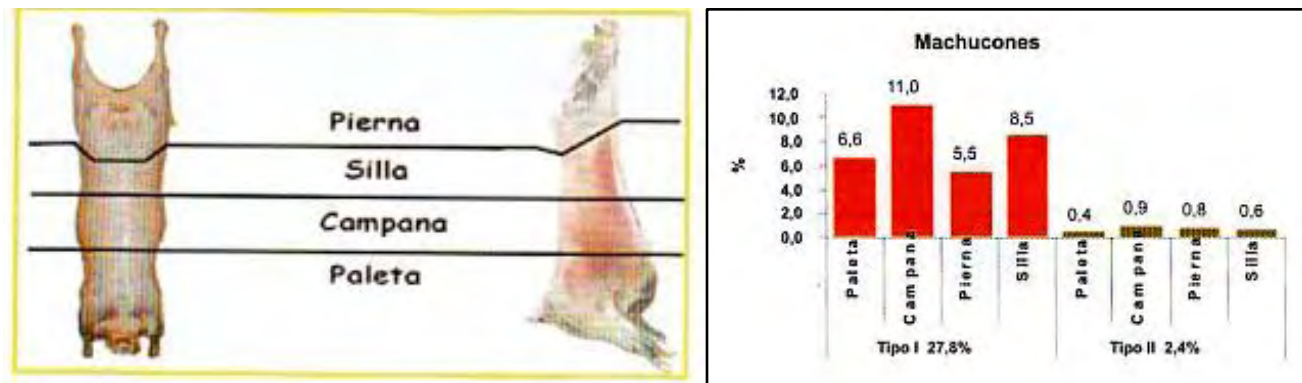 Pierna
Silla
Campana
Paleta
Machucones
%
12,0
10,0
8,0
6,0
4,0
2,0
0,0
6,6
11,0
5,5
8,5
0,4
0,9
0,8
0,6
Paleta
Campana
Pierna
Silla
Paleta
Campana
Pierna
Silla
Tipo I 27,8%
Tipo II 2,4%